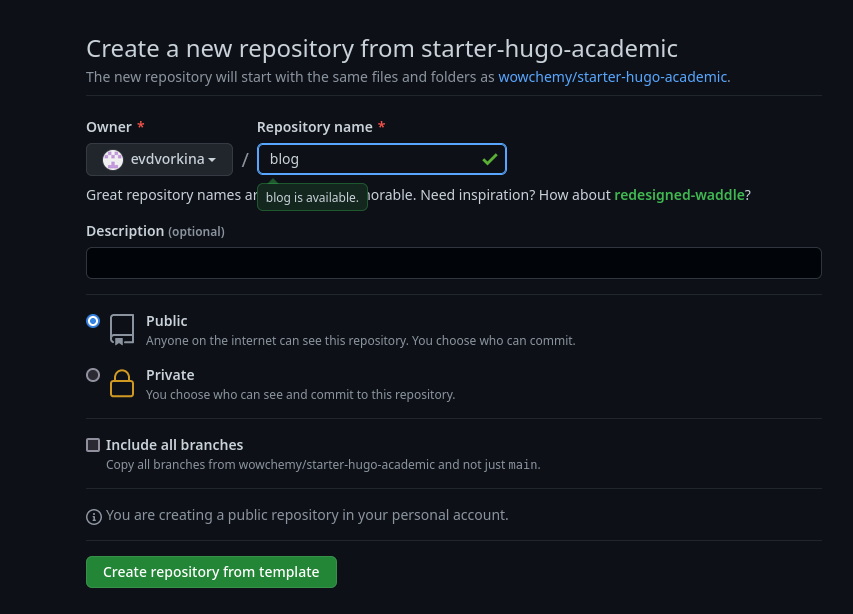 Create a new repository from starter-hugo-academic
The new repository will start with the same files and folders as wowchemy/starter-hugo-academic.
Owner * Repository name *
evdvorkina / blog
Great repository names ar orable. Need inspiration? How about redesigned-waddle?
blog is available.
Description (optional)
Public
Anyone on the internet can see this repository. You choose who can commit.
Private
You choose who can see and commit to this repository.
Include all branches
Copy all branches from wowchemy/starter-hugo-academic and not just main.
You are creating a public repository in your personal account.
Create repository from template